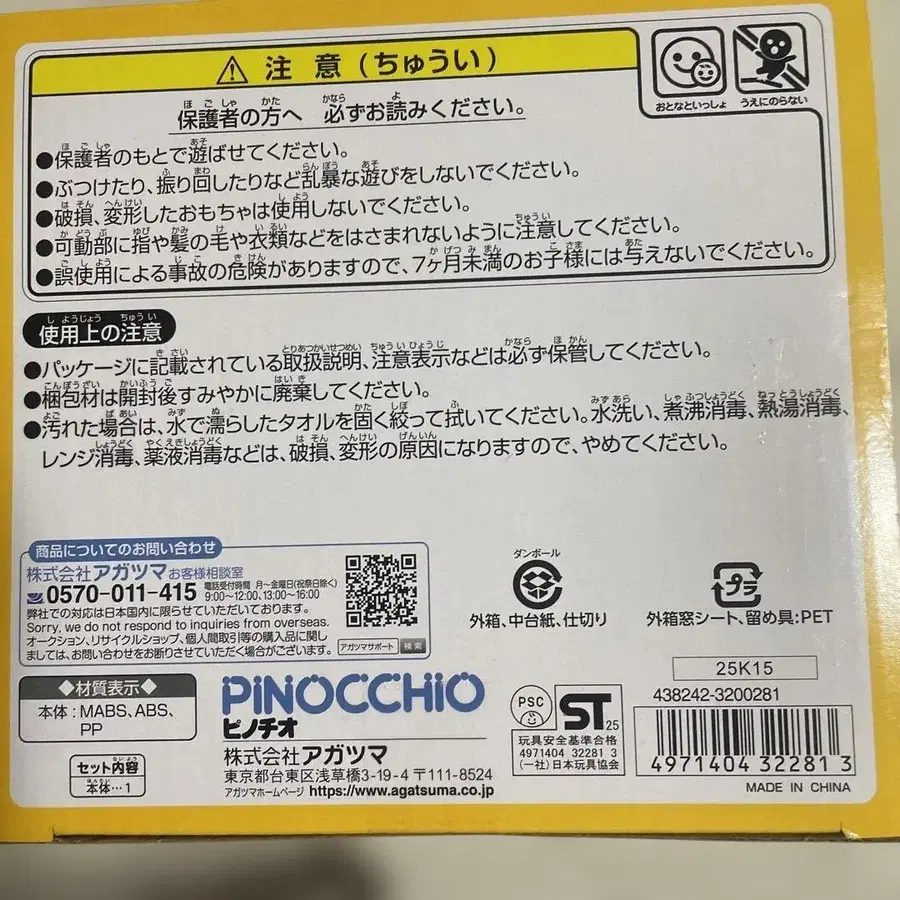 ⚠ 注意(ちゅうい)
おとなといっしょ
うえにのらない
保護者の方へ 必ずお読みください。
●保護者のもとで遊ばせてください。
●ぶつけたり、振り回したりなど乱暴な遊びをしないでください。
●破損、変形したおもちゃは使用しないでください。
●可動部に指や髪の毛や衣類などをはさまれないように注意してください。
●誤使用による事故の危険がありますので、7ヶ月未満のお子様には与えないでください。
使用上の注意
●パッケージに記載されている取扱説明、注意表示などは必ず保管してください。
●梱包材は開封後すみやかに廃棄してください。
●汚れた場合は、水で濡らしたタオルを固く絞って拭いてください。水洗い、煮沸消毒、熱湯消毒、
レンジ消毒、薬液消毒などは、破損、変形の原因になりますので、やめてください。
商品についてのお問い合わせ
株式会社アガツマ お客様相談室
0570-011-415 電話受付時間 月〜金曜日(祝祭日除く) 9:00〜12:00、13:00〜16:00
弊社での対応は日本国内に限らせていただいております。
Sorry, we do not respond to inquiries from overseas.
オークション、リサイクルショップ、個人間取引等の購入品に関し
ましては、お問い合わせをお断りさせていただく場合がございます。
アガツマサポート 検索
ダンボール
外箱、中台紙、仕切り
プラ
外箱窓シート、留め具:PET
◆材質表示◆
本体:MABS、ABS、
PP
セット内容
本体…1
PINOCCHIO
ピノチオ
株式会社アガツマ
東京都台東区浅草橋3-19-4 〒111-8524
アガツマホームページ https://www.agatsuma.co.jp
PSC
ST 25
玩具安全基準合格
4971404 32281 3
(一社)日本玩具協会
25K15
438242-3200281
4971404 322813
MADE IN CHINA